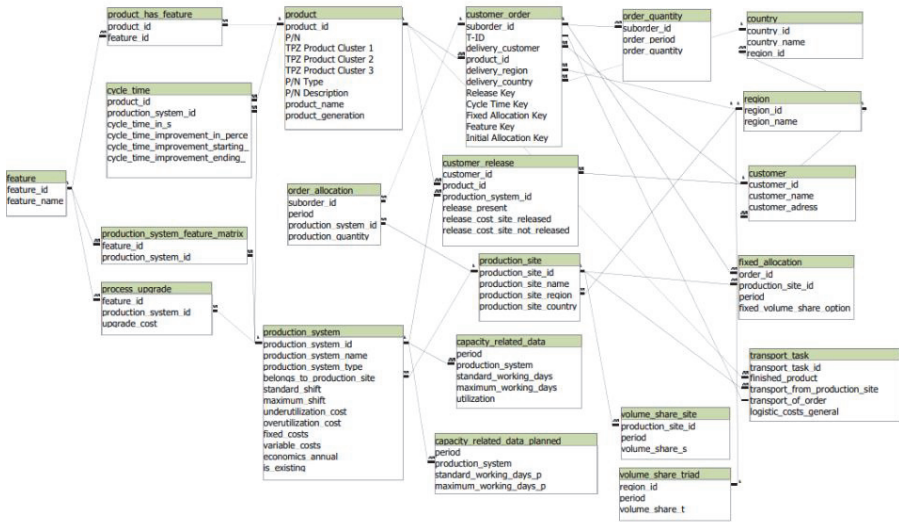 product_has_feature
product_id
feature_id
product
product_id
P/N
TPZ Product Cluster 1
TPZ Product Cluster 2
TPZ Product Cluster 3
P/N Type
P/N Description
product_name
product_generation
customer_order
suborder_id
T-ID
delivery_customer
product_id
delivery_region
delivery_country
Release Key
Cycle Time Key
Fixed Allocation Key
Feature Key
Initial Allocation Key
order_quantity
suborder_id
order_period
order_quantity
country
country_id
country_name
region_id
cycle_time
product_id
production_system_id
cycle_time_in_s
cycle_time_improvement_in_perce
cycle_time_improvement_starting_
cycle_time_improvement_ending_
region
region_id
region_name
feature
feature_id
feature_name
order_allocation
suborder_id
period
production_system_id
production_quantity
customer_release
customer_id
product_id
production_system_id
release_present
release_cost_site_released
release_cost_site_not_released
customer
customer_id
customer_name
customer_adress
production_system_feature_matrix
feature_id
production_system_id
production_site
production_site_id
production_site_name
production_site_region
production_site_country
fixed_allocation
order_id
production_site_id
period
fixed_volume_share_option
process_upgrade
feature_id
production_system_id
upgrade_cost
production_system
production_system_id
production_system_name
production_system_type
belongs_to_production_site
standard_shift
maximum_shift
underutilization_cost
overutilization_cost
fixed_costs
variable_costs
economics_annual
is_existing
capacity_related_data
period
production_system
standard_working_days
maximum_working_days
utilization
transport_task
transport_task_id
finished_product
transport_from_production_site
transport_of_order
logistic_costs_general
volume_share_site
production_site_id
period
volume_share_s
capacity_related_data_planned
period
production_system
standard_working_days_p
maximum_working_days_p
volume_share_triad
region_id
period
volume_share_t